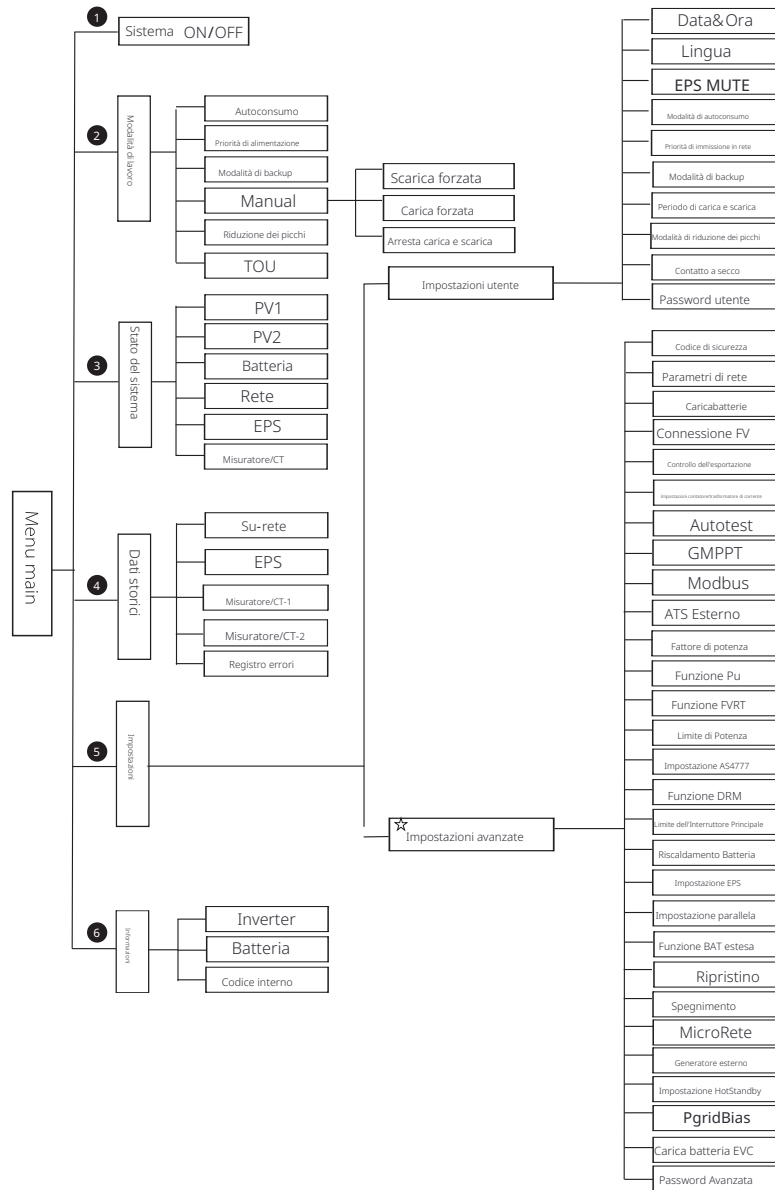 Menu main
1
Sistema ON/OFF
2
Modalità di lavoro
Autoconsumo
Priorità di alimentazione
Modalità di backup
Manual
Scarica forzata
Carica forzata
Arresta carica e scarica
Riduzione dei picchi
TOU
3
Stato del sistema
PV1
PV2
Batteria
Rete
EPS
Misuratore/CT
4
Dati storici
Su-rete
EPS
Misuratore/CT-1
Misuratore/CT-2
Registro errori
5
Impostazioni
Impostazioni utente
Data&Ora
Lingua
EPS MUTE
Modalità di autoconsumo
Priorità di immissione in rete
Modalità di backup
Periodo di carica e scarica
Modalità di riduzione dei picchi
Contatto a secco
Password utente
Impostazioni avanzate
Codice di sicurezza
Parametri di rete
Caricabatterie
Connessione FV
Controllo dell'esportazione
Impostazioni contatore/trasformatore di corrente
Autotest
GMPPT
Modbus
ATS Esterno
Fattore di potenza
Funzione Pu
Funzione FVRT
Limite di Potenza
Impostazione AS4777
Funzione DRM
Limite dell'Interruttore Principale
Riscaldamento Batteria
Impostazione EPS
Impostazione parallela
Funzione BAT estesa
Ripristino
Spegnimento
MicroRete
Generatore esterno
Impostazione HotStandby
PgridBias
Carica batteria EVC
Password Avanzata
6
Informazioni
Inverter
Batteria
Codice interno